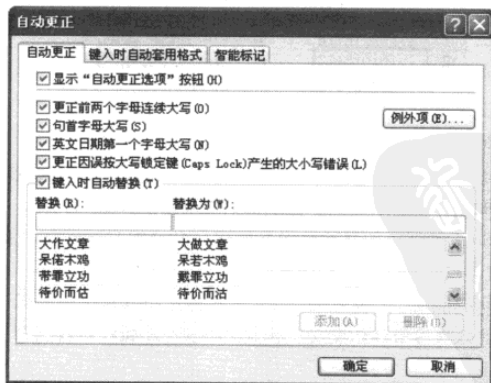 自动更正
自动更正 键入时自动套用格式 智能标记
显示“自动更正选项”按钮(H)
更正前两个字母连续大写(O)
例外项(E)...
句首字母大写(S)
英文日期第一个字母大写(N)
更正因误按大写锁定键(Caps Lock)产生的大小写错误(L)
键入时自动替换(T)
替换(R): 替换为(W):
大作文章 大做文章
呆偌木鸡 呆若木鸡
带罪立功 戴罪立功
待价而估 待价而沽
添加(A) 删除(D)
确定 取消